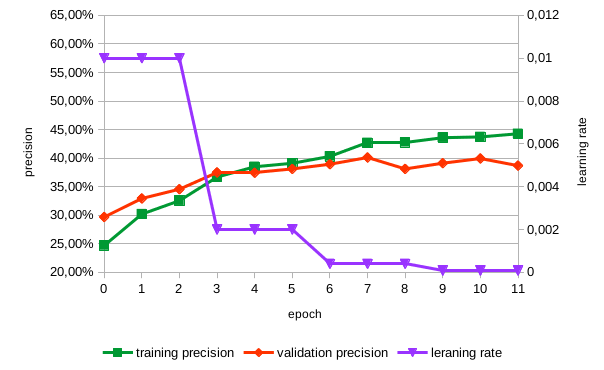 65,00% 0,012
60,00%
55,00% 0,01
50,00% 0,008
45,00% 0,006
40,00%
35,00% 0,004
30,00% 0,002
25,00%
20,00% 0
precision
learning rate
0 1 2 3 4 5 6 7 8 9 10 11
epoch
training precision validation precision leraning rate